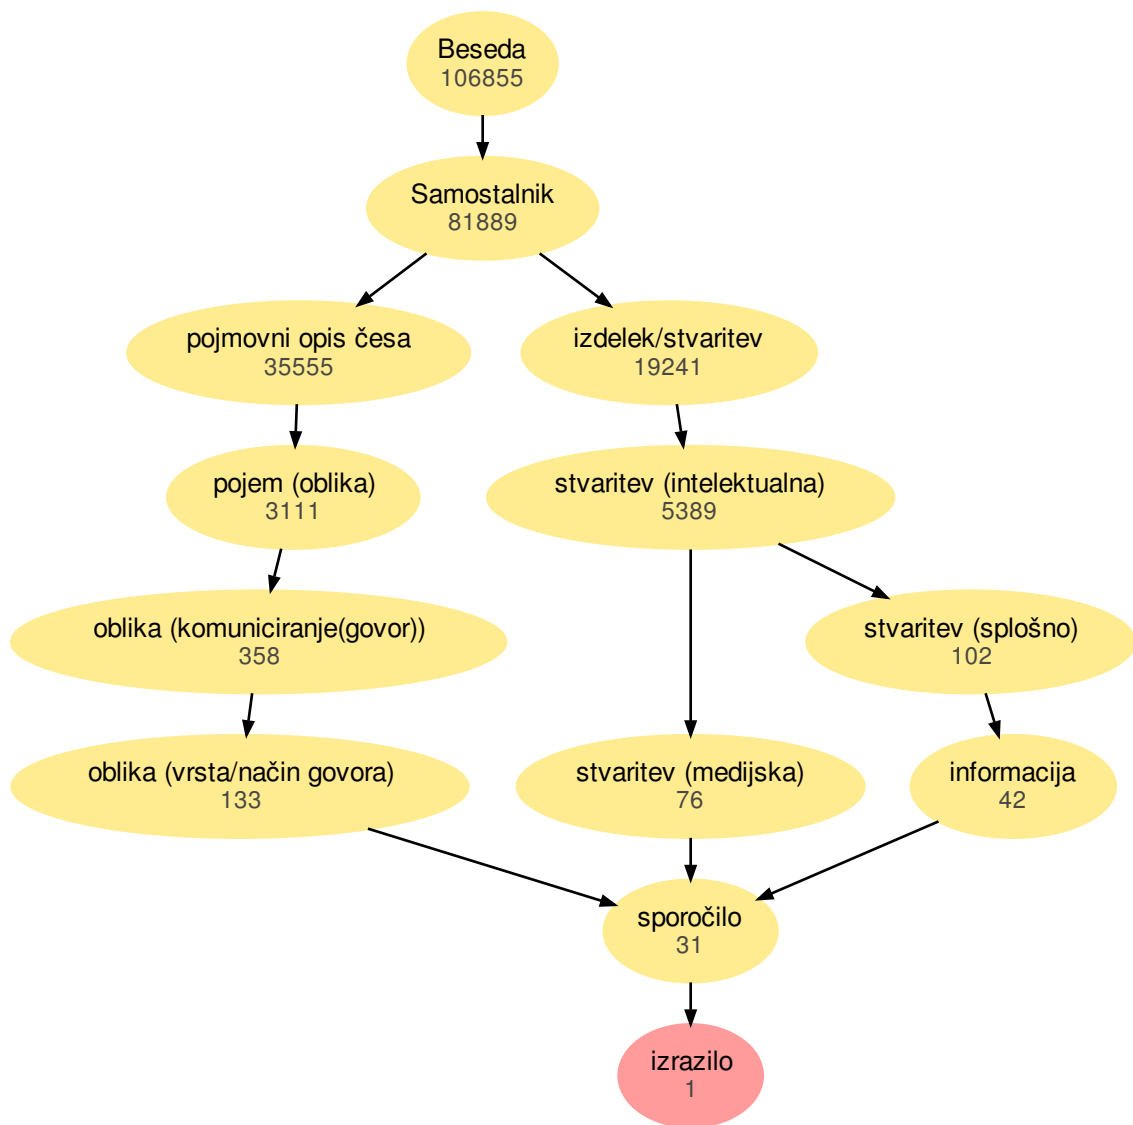 Beseda
106855
Samostalnik
81889
pojmovni opis česa
35555
izdelek/stvaritev
19241
pojem (oblika)
3111
stvaritev (intelektualna)
5389
oblika (komuniciranje(govor))
358
stvaritev (splošno)
102
oblika (vrsta/način govora)
133
stvaritev (medijska)
76
informacija
42
sporočilo
31
izrazilo
1